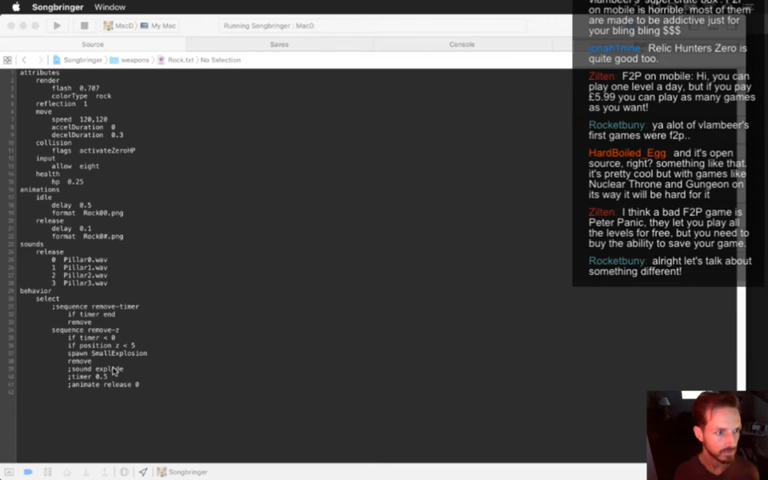 Songbringer Window
MacD My Mac
Running Songbringer : MacD
Source Saves Console
Songbringer weapons Rock.txt No Selection
attributes
render
flash 0.707
colorType rock
reflection 1
move
speed 120,120
accelDuration 0
decelDuration 0.3
collision
flags activateZeroHP
input
allow eight
health
hp 0.25
animations
idle
delay 0.5
format Rock00.png
release
delay 0.1
format Rock0#.png
sounds
release
0 Pillar0.wav
1 Pillar1.wav
2 Pillar2.wav
3 Pillar3.wav
behavior
select
;sequence remove-timer
if timer end
remove
sequence remove-z
if timer < 0
if position z < 5
spawn SmallExplosion
remove
;sound explode
;timer 0.5
;animate release 0
Songbringer
on mobile is horrible, most of them
are made to be addictive just for
your bling bling $$$
Relic Hunters Zero is
quite good too.
Zilten: F2P on mobile: Hi, you can
play one level a day, but if you pay
£5.99 you can play as many games
as you want!
Rocketbuny: ya alot of vlambeer's
first games were f2p..
HardBoiled_Egg: and it's open
source, right? something like that.
it's pretty cool but with games like
Nuclear Throne and Gungeon on
its way it will be hard for it
Zilten: I think a bad F2P game is
Peter Panic, they let you play all
the levels for free, but you need to
buy the ability to save your game.
Rocketbuny: alright let's talk about
something different!